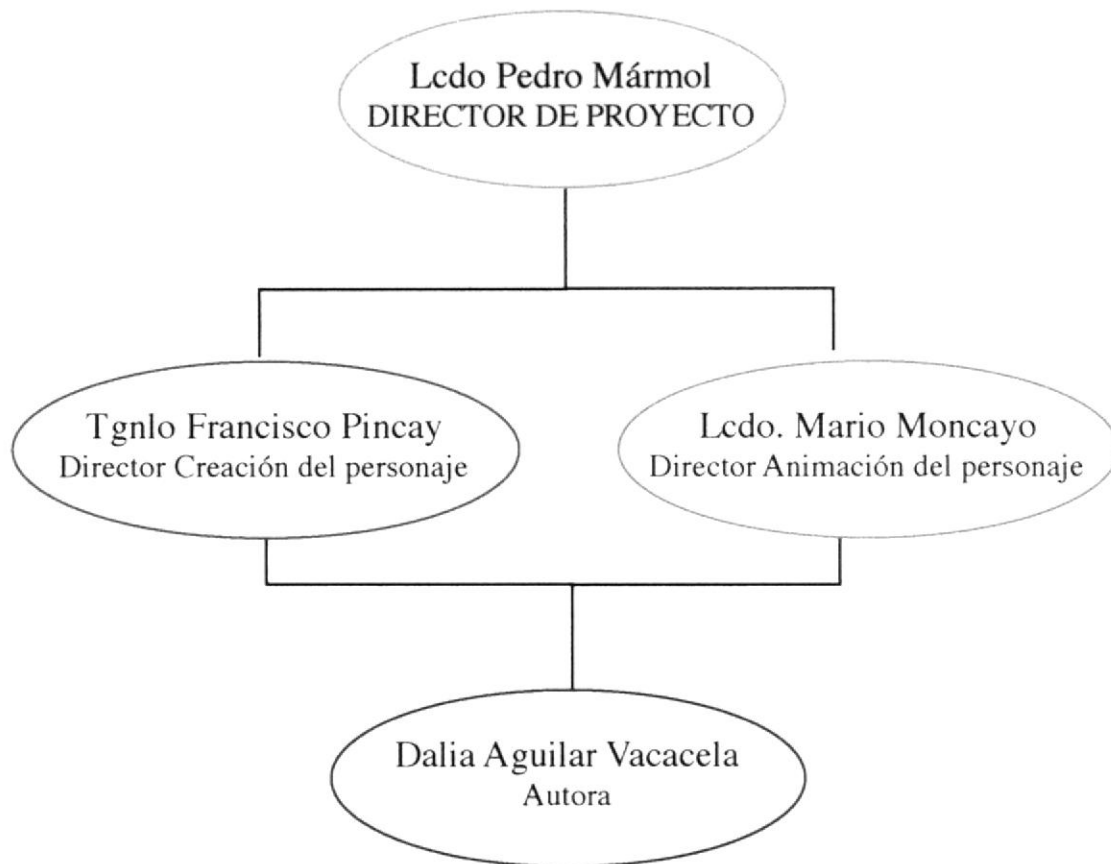 Lcdo Pedro Mármol
DIRECTOR DE PROYECTO
Tgnlo Francisco Pincay
Director Creación del personaje
Lcdo. Mario Moncayo
Director Animación del personaje
Dalia Aguilar Vacacela
Autora